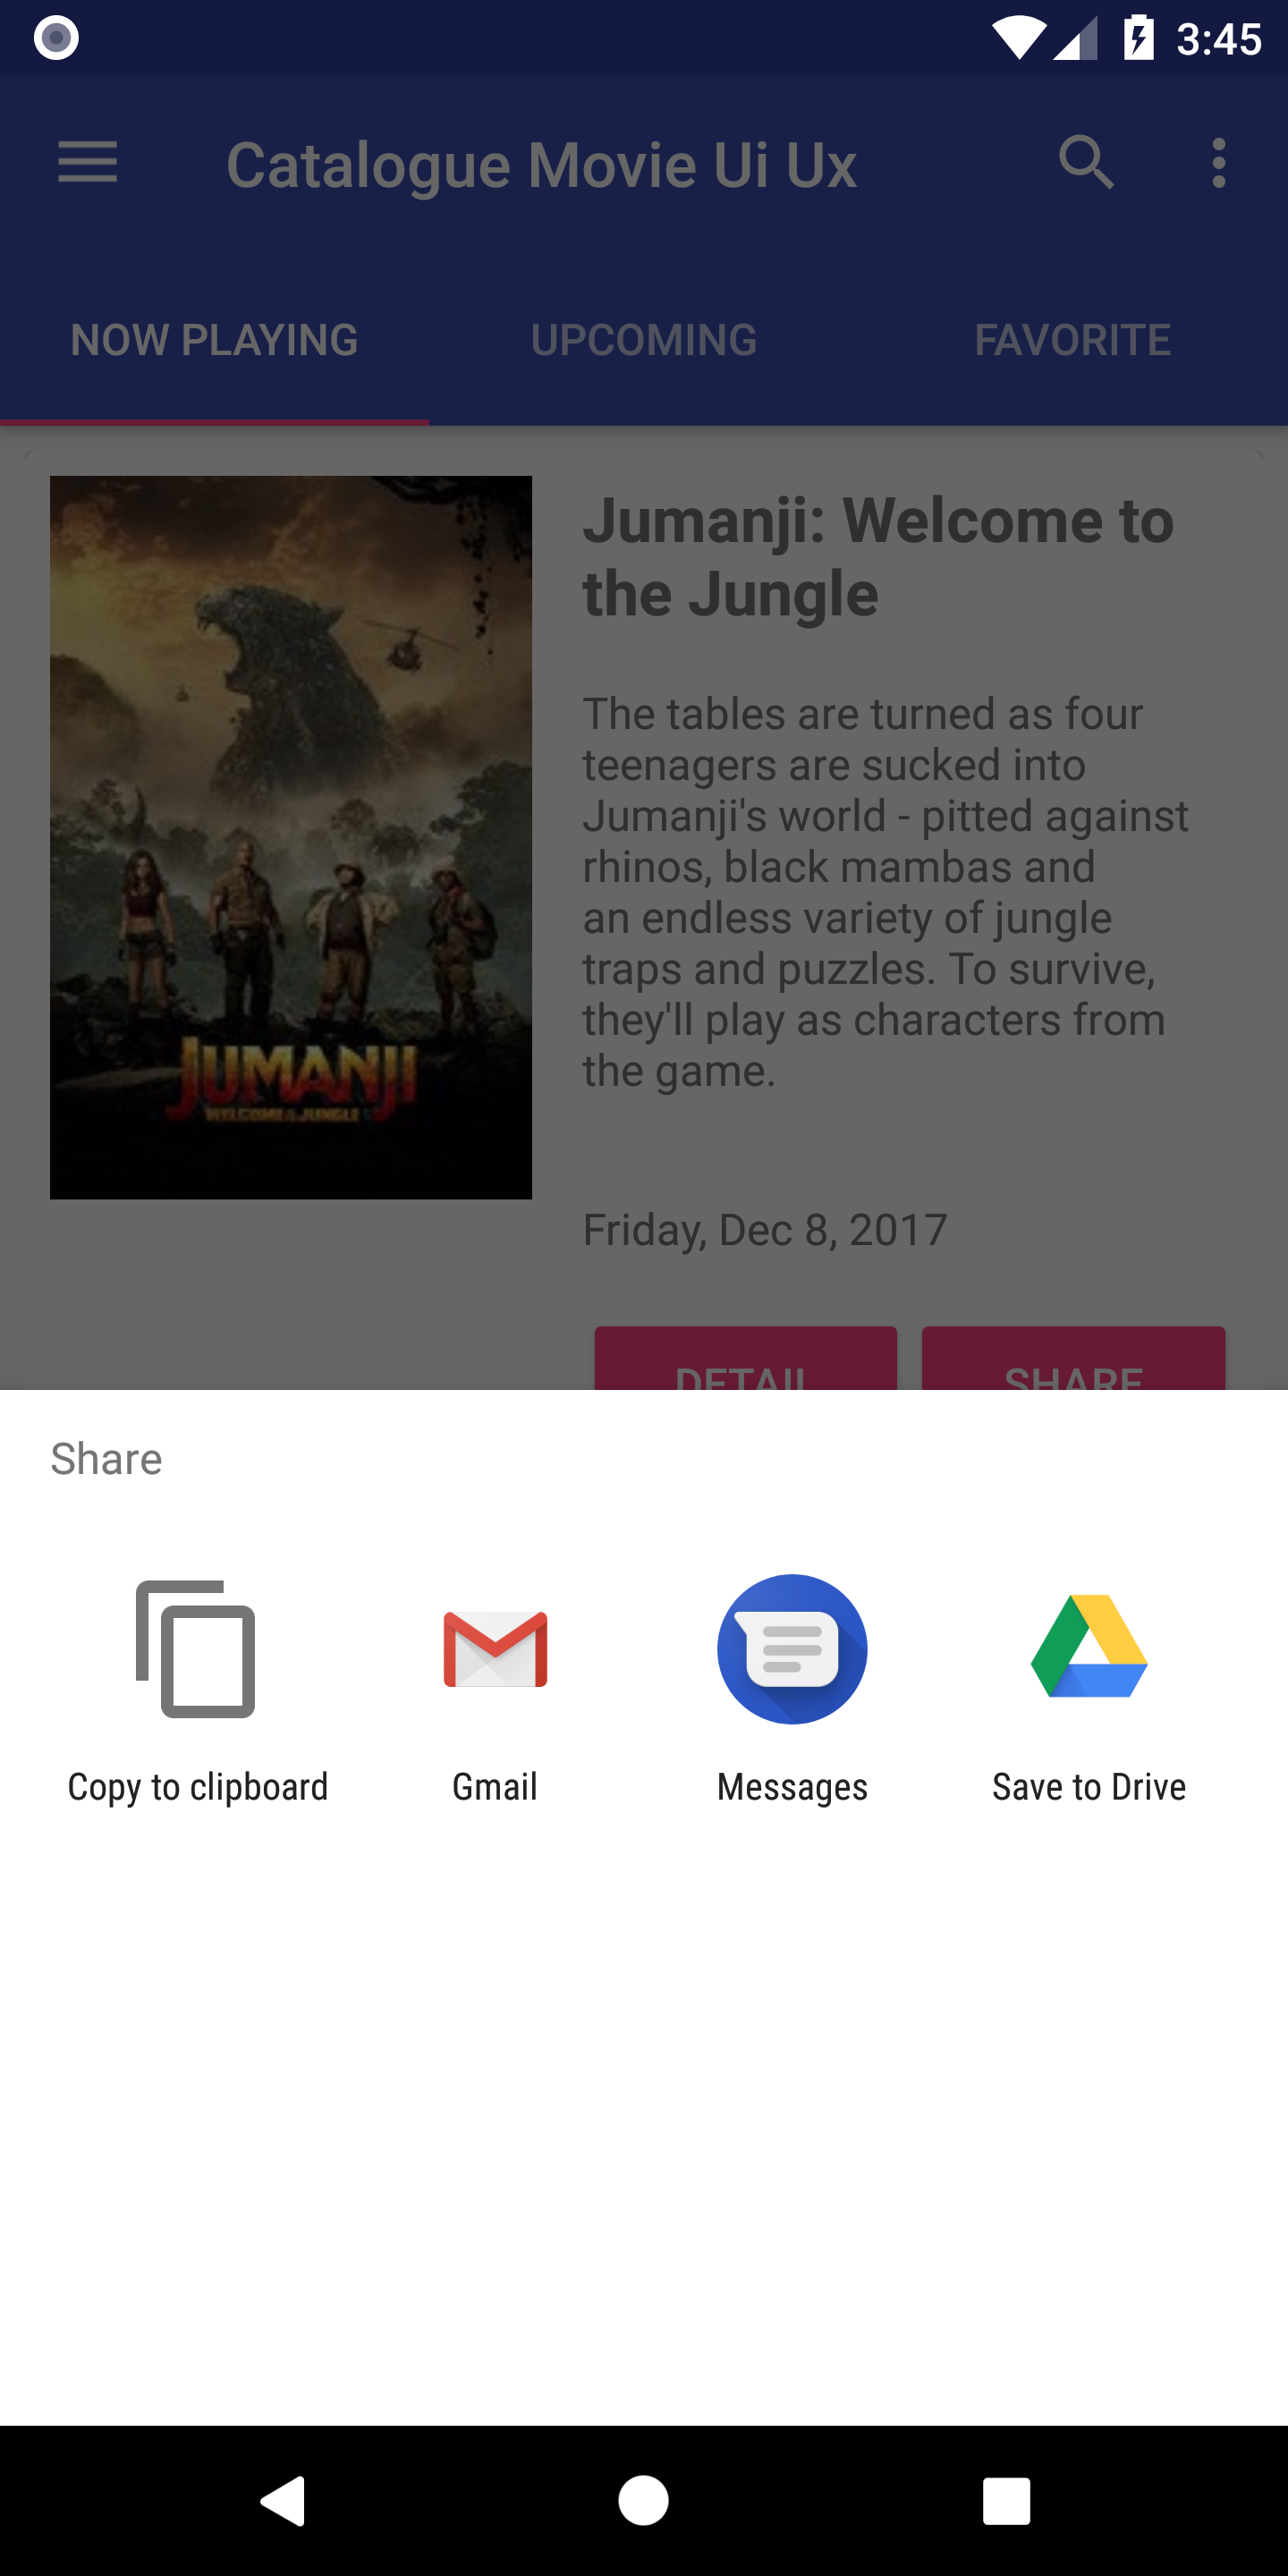 3:45
Catalogue Movie Ui Ux
NOW PLAYING
UPCOMING
FAVORITE
Jumanji: Welcome to
the Jungle
The tables are turned as four
teenagers are sucked into
Jumanji's world - pitted against
rhinos, black mambas and
an endless variety of jungle
traps and puzzles. To survive,
they'll play as characters from
the game.
JUMANJI
WELCOME TO THE JUNGLE
Friday, Dec 8, 2017
DETAIL
SHARE
Share
Copy to clipboard
Gmail
Messages
Save to Drive